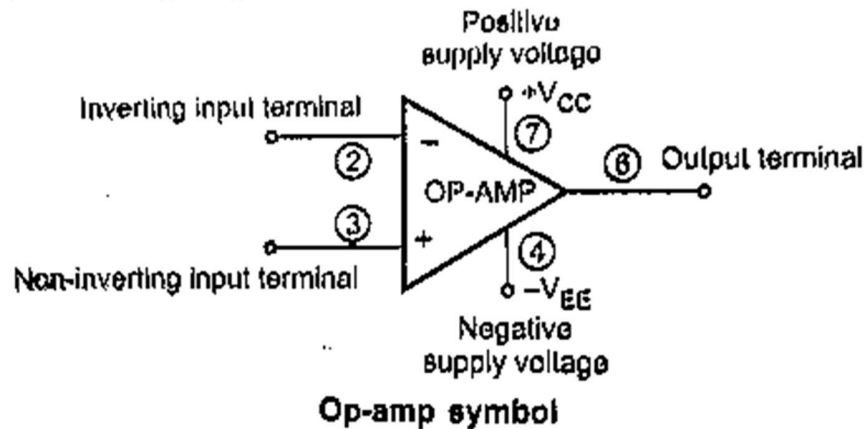 Positive
supply voltage
+VCC
Inverting input terminal
2
−
7
OP-AMP
6
Output terminal
3
+
4
Non-inverting input terminal
−VEE
Negative
supply voltage
Op-amp symbol